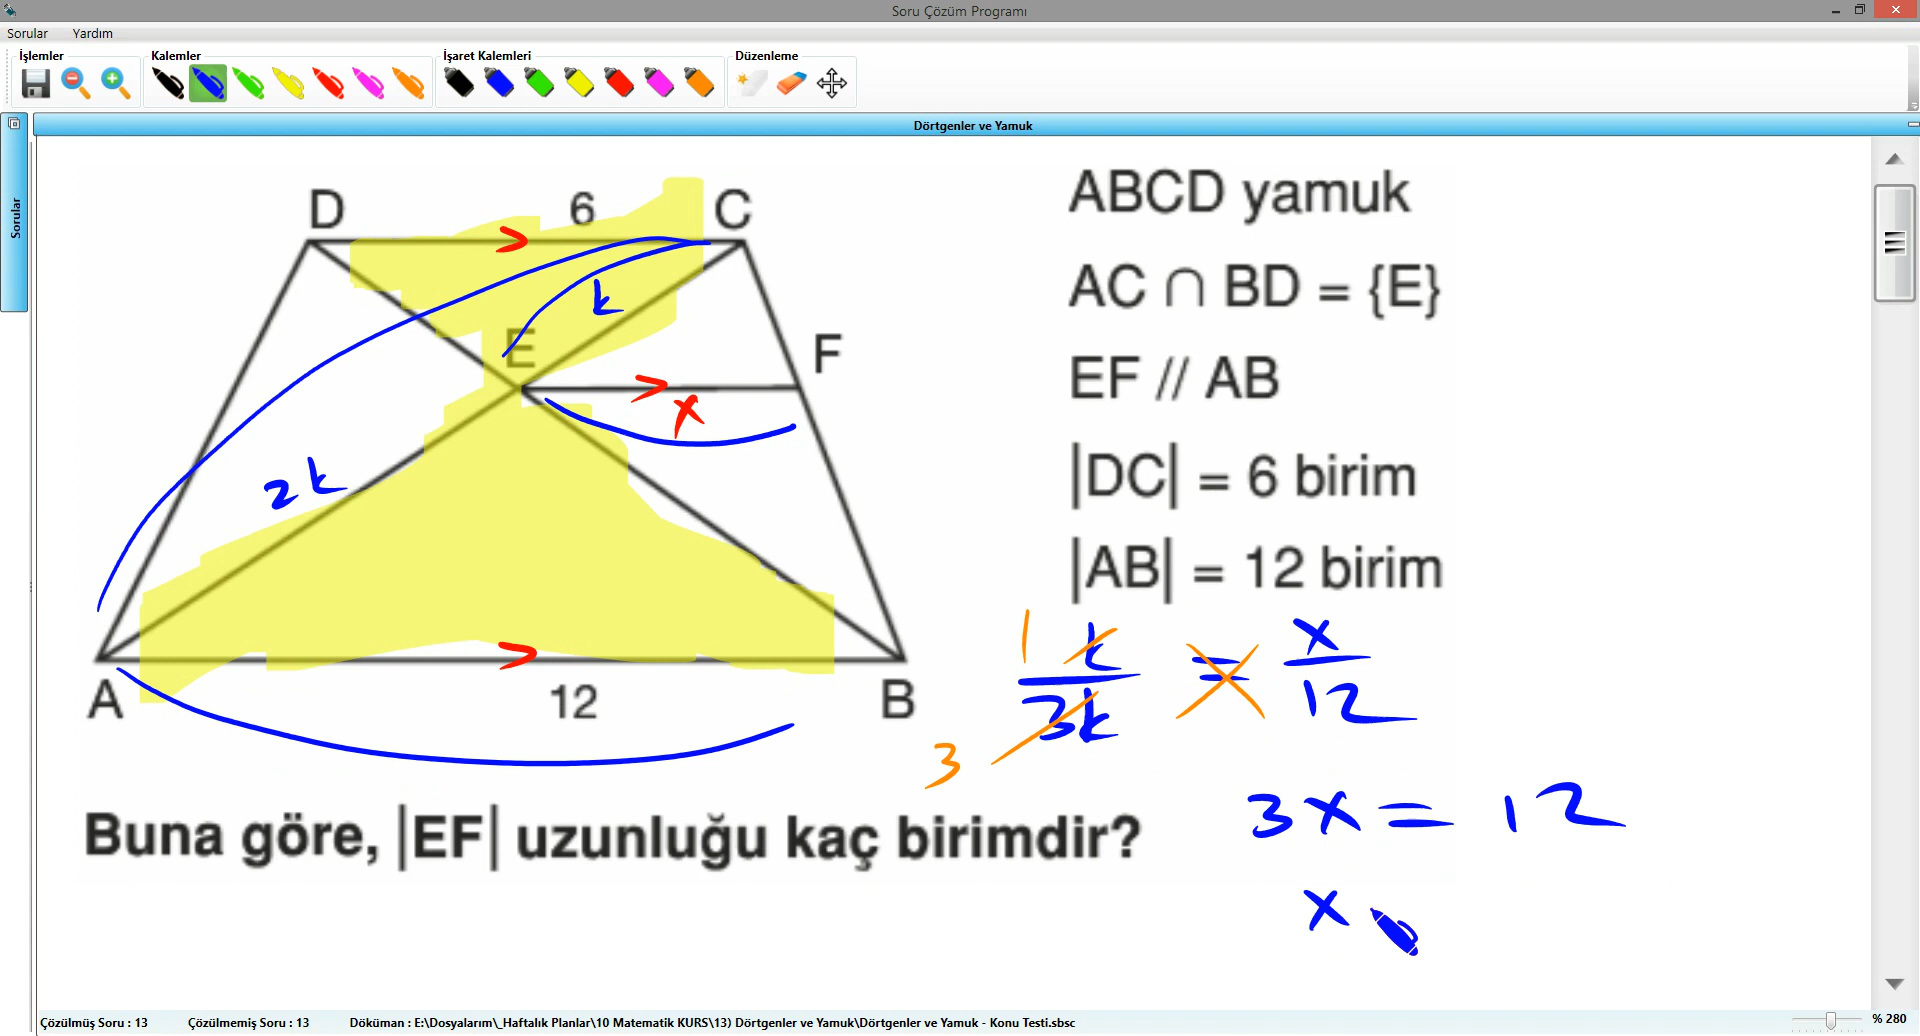 Soru Çözüm Programı
Sorular Yardım
İşlemler Kalemler İşaret Kalemleri Düzenleme
Dörtgenler ve Yamuk
Sorular
D 6 C
E
F
k
x
2k
A 12 B
ABCD yamuk
AC ∩ BD = {E}
EF // AB
|DC| = 6 birim
|AB| = 12 birim
1 k = x
3 3k 12
3x = 12
x
Buna göre, |EF| uzunluğu kaç birimdir?
Çözülmüş Soru : 13 Çözülmemiş Soru : 13 Döküman : E:\Dosyalarım\_Haftalık Planlar\10 Matematik KURS\13) Dörtgenler ve Yamuk\Dörtgenler ve Yamuk - Konu Testi.sbsc % 280